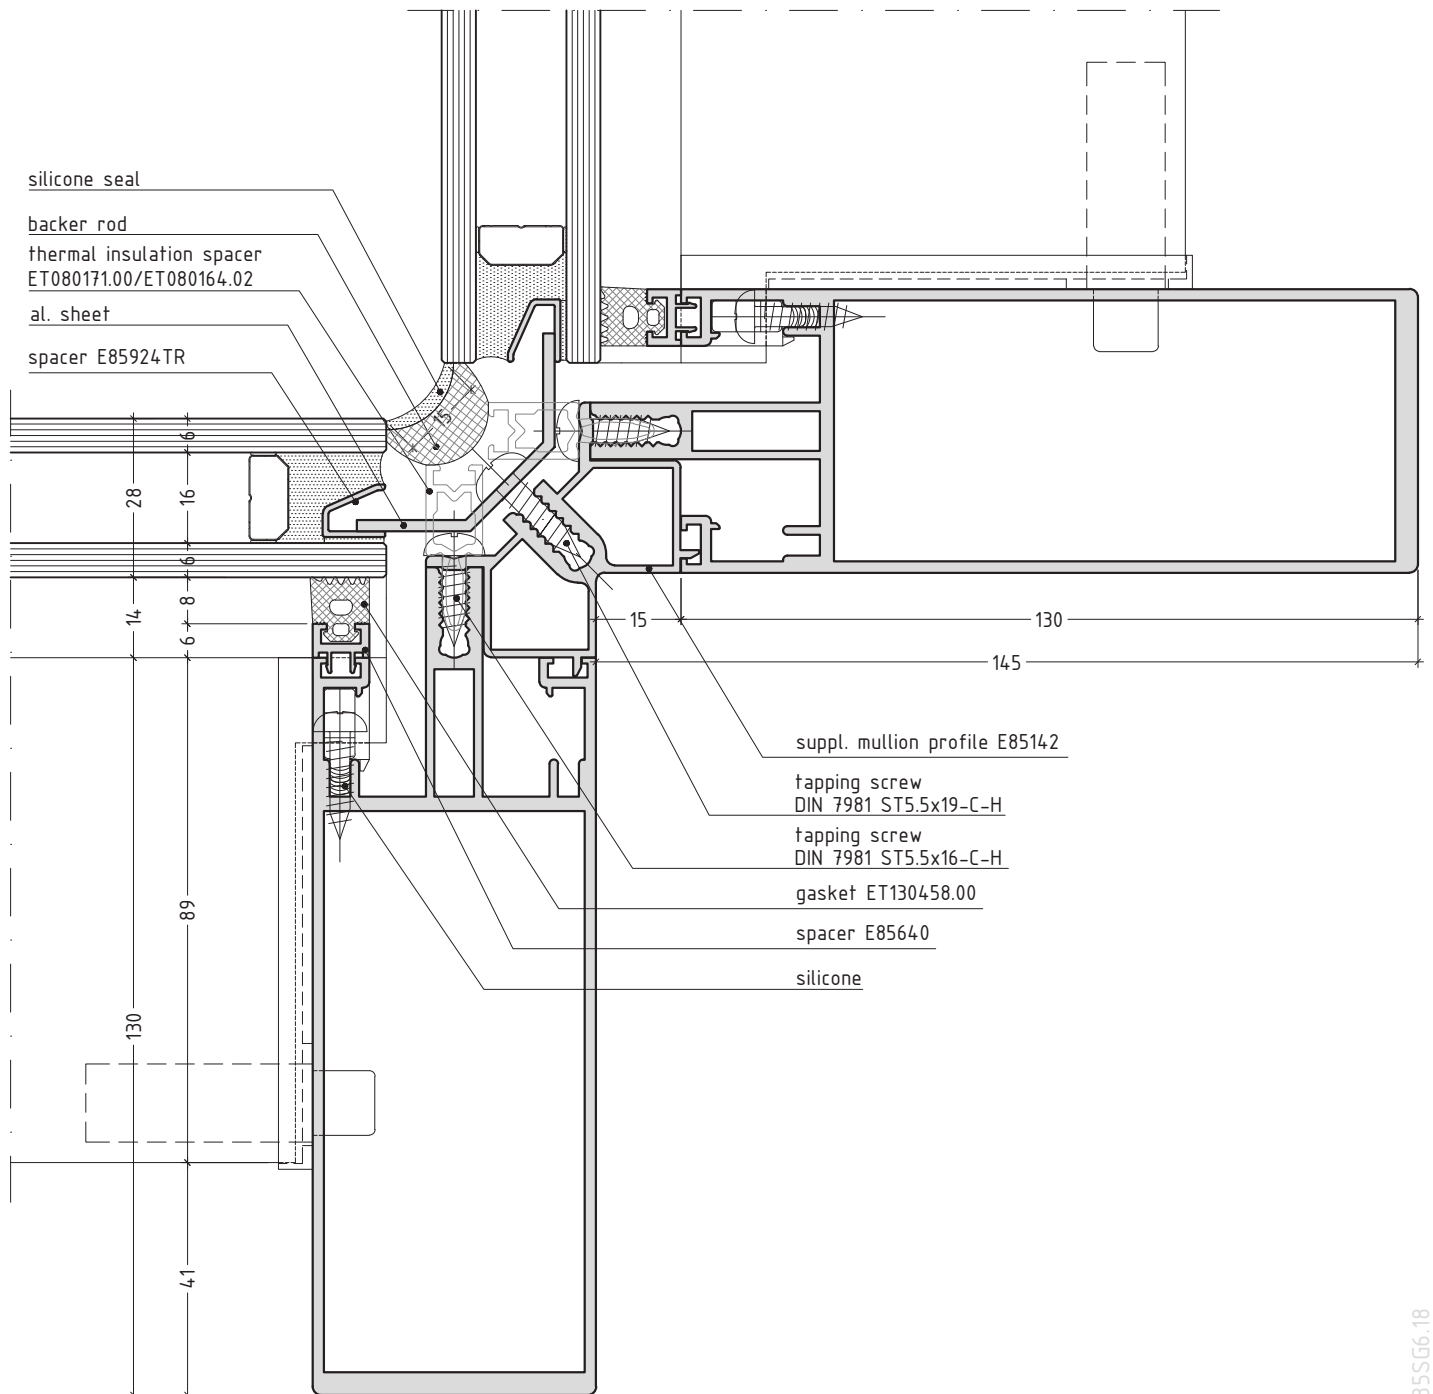 silicone seal
backer rod
thermal insulation spacer
ET080171.00/ET080164.02
al. sheet
spacer E85924TR
15
6
28
16
6
8
14
6
15
130
145
suppl. mullion profile E85142
tapping screw
DIN 7981 ST5.5x19-C-H
tapping screw
DIN 7981 ST5.5x16-C-H
gasket ET130458.00
89
spacer E85640
silicone
130
41